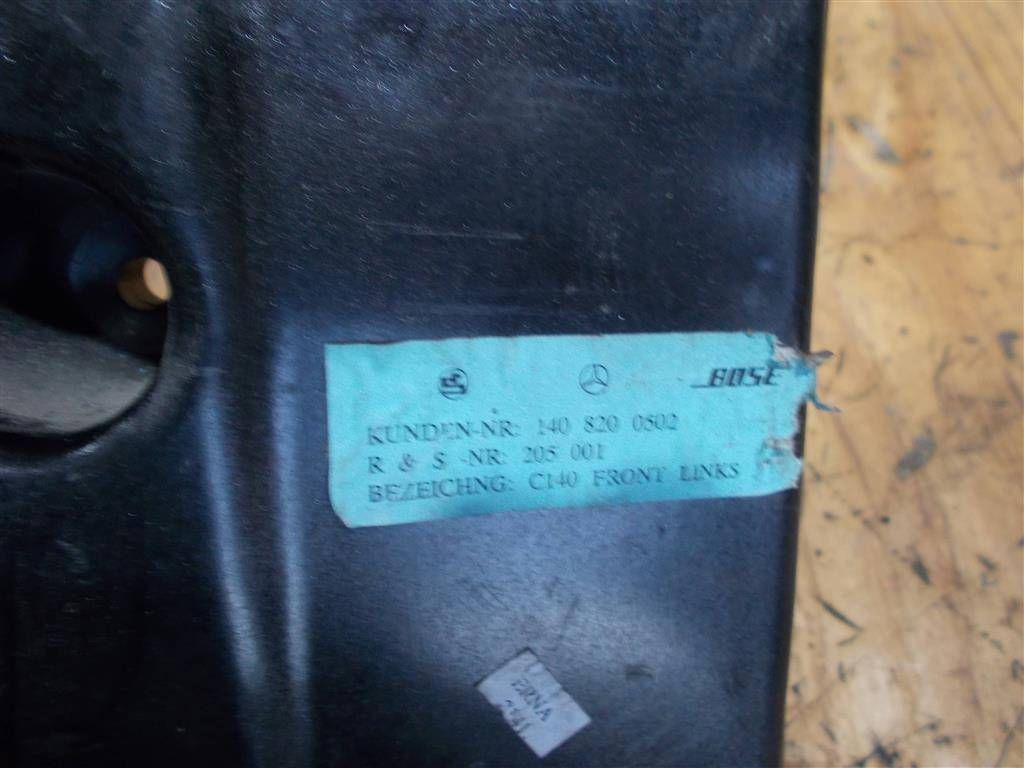 BOSE
KUNDEN-NR: 140 820 0502
R & S -NR: 205 001
BEZEICHNG: C140 FRONT LINKS